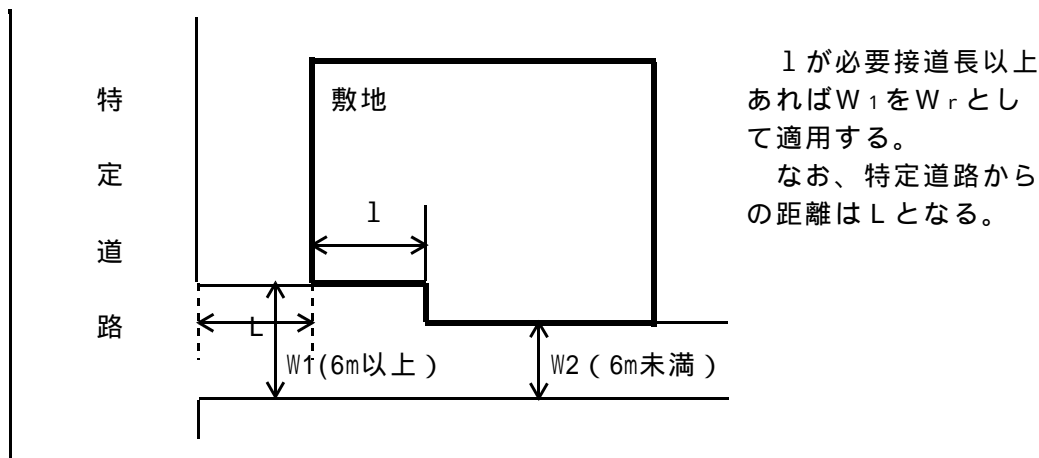 特定道路
敷地
l
L
W1(6m以上)
W2(6m未満)
lが必要接道長以上
あればW1をWrとし
て適用する。
なお、特定道路から
の距離はLとなる。